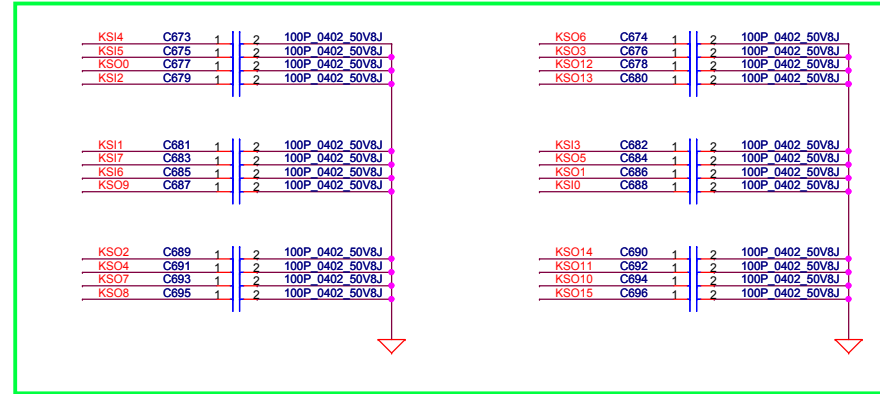 KSI4 C673 1 2 100P_0402_50V8J
KSI5 C675 1 2 100P_0402_50V8J
KSO0 C677 1 2 100P_0402_50V8J
KSI2 C679 1 2 100P_0402_50V8J
KSI1 C681 1 2 100P_0402_50V8J
KSI7 C683 1 2 100P_0402_50V8J
KSI6 C685 1 2 100P_0402_50V8J
KSO9 C687 1 2 100P_0402_50V8J
KSO2 C689 1 2 100P_0402_50V8J
KSO4 C691 1 2 100P_0402_50V8J
KSO7 C693 1 2 100P_0402_50V8J
KSO8 C695 1 2 100P_0402_50V8J
KSO6 C674 1 2 100P_0402_50V8J
KSO3 C676 1 2 100P_0402_50V8J
KSO12 C678 1 2 100P_0402_50V8J
KSO13 C680 1 2 100P_0402_50V8J
KSI3 C682 1 2 100P_0402_50V8J
KSO5 C684 1 2 100P_0402_50V8J
KSO1 C686 1 2 100P_0402_50V8J
KSI0 C688 1 2 100P_0402_50V8J
KSO14 C690 1 2 100P_0402_50V8J
KSO11 C692 1 2 100P_0402_50V8J
KSO10 C694 1 2 100P_0402_50V8J
KSO15 C696 1 2 100P_0402_50V8J